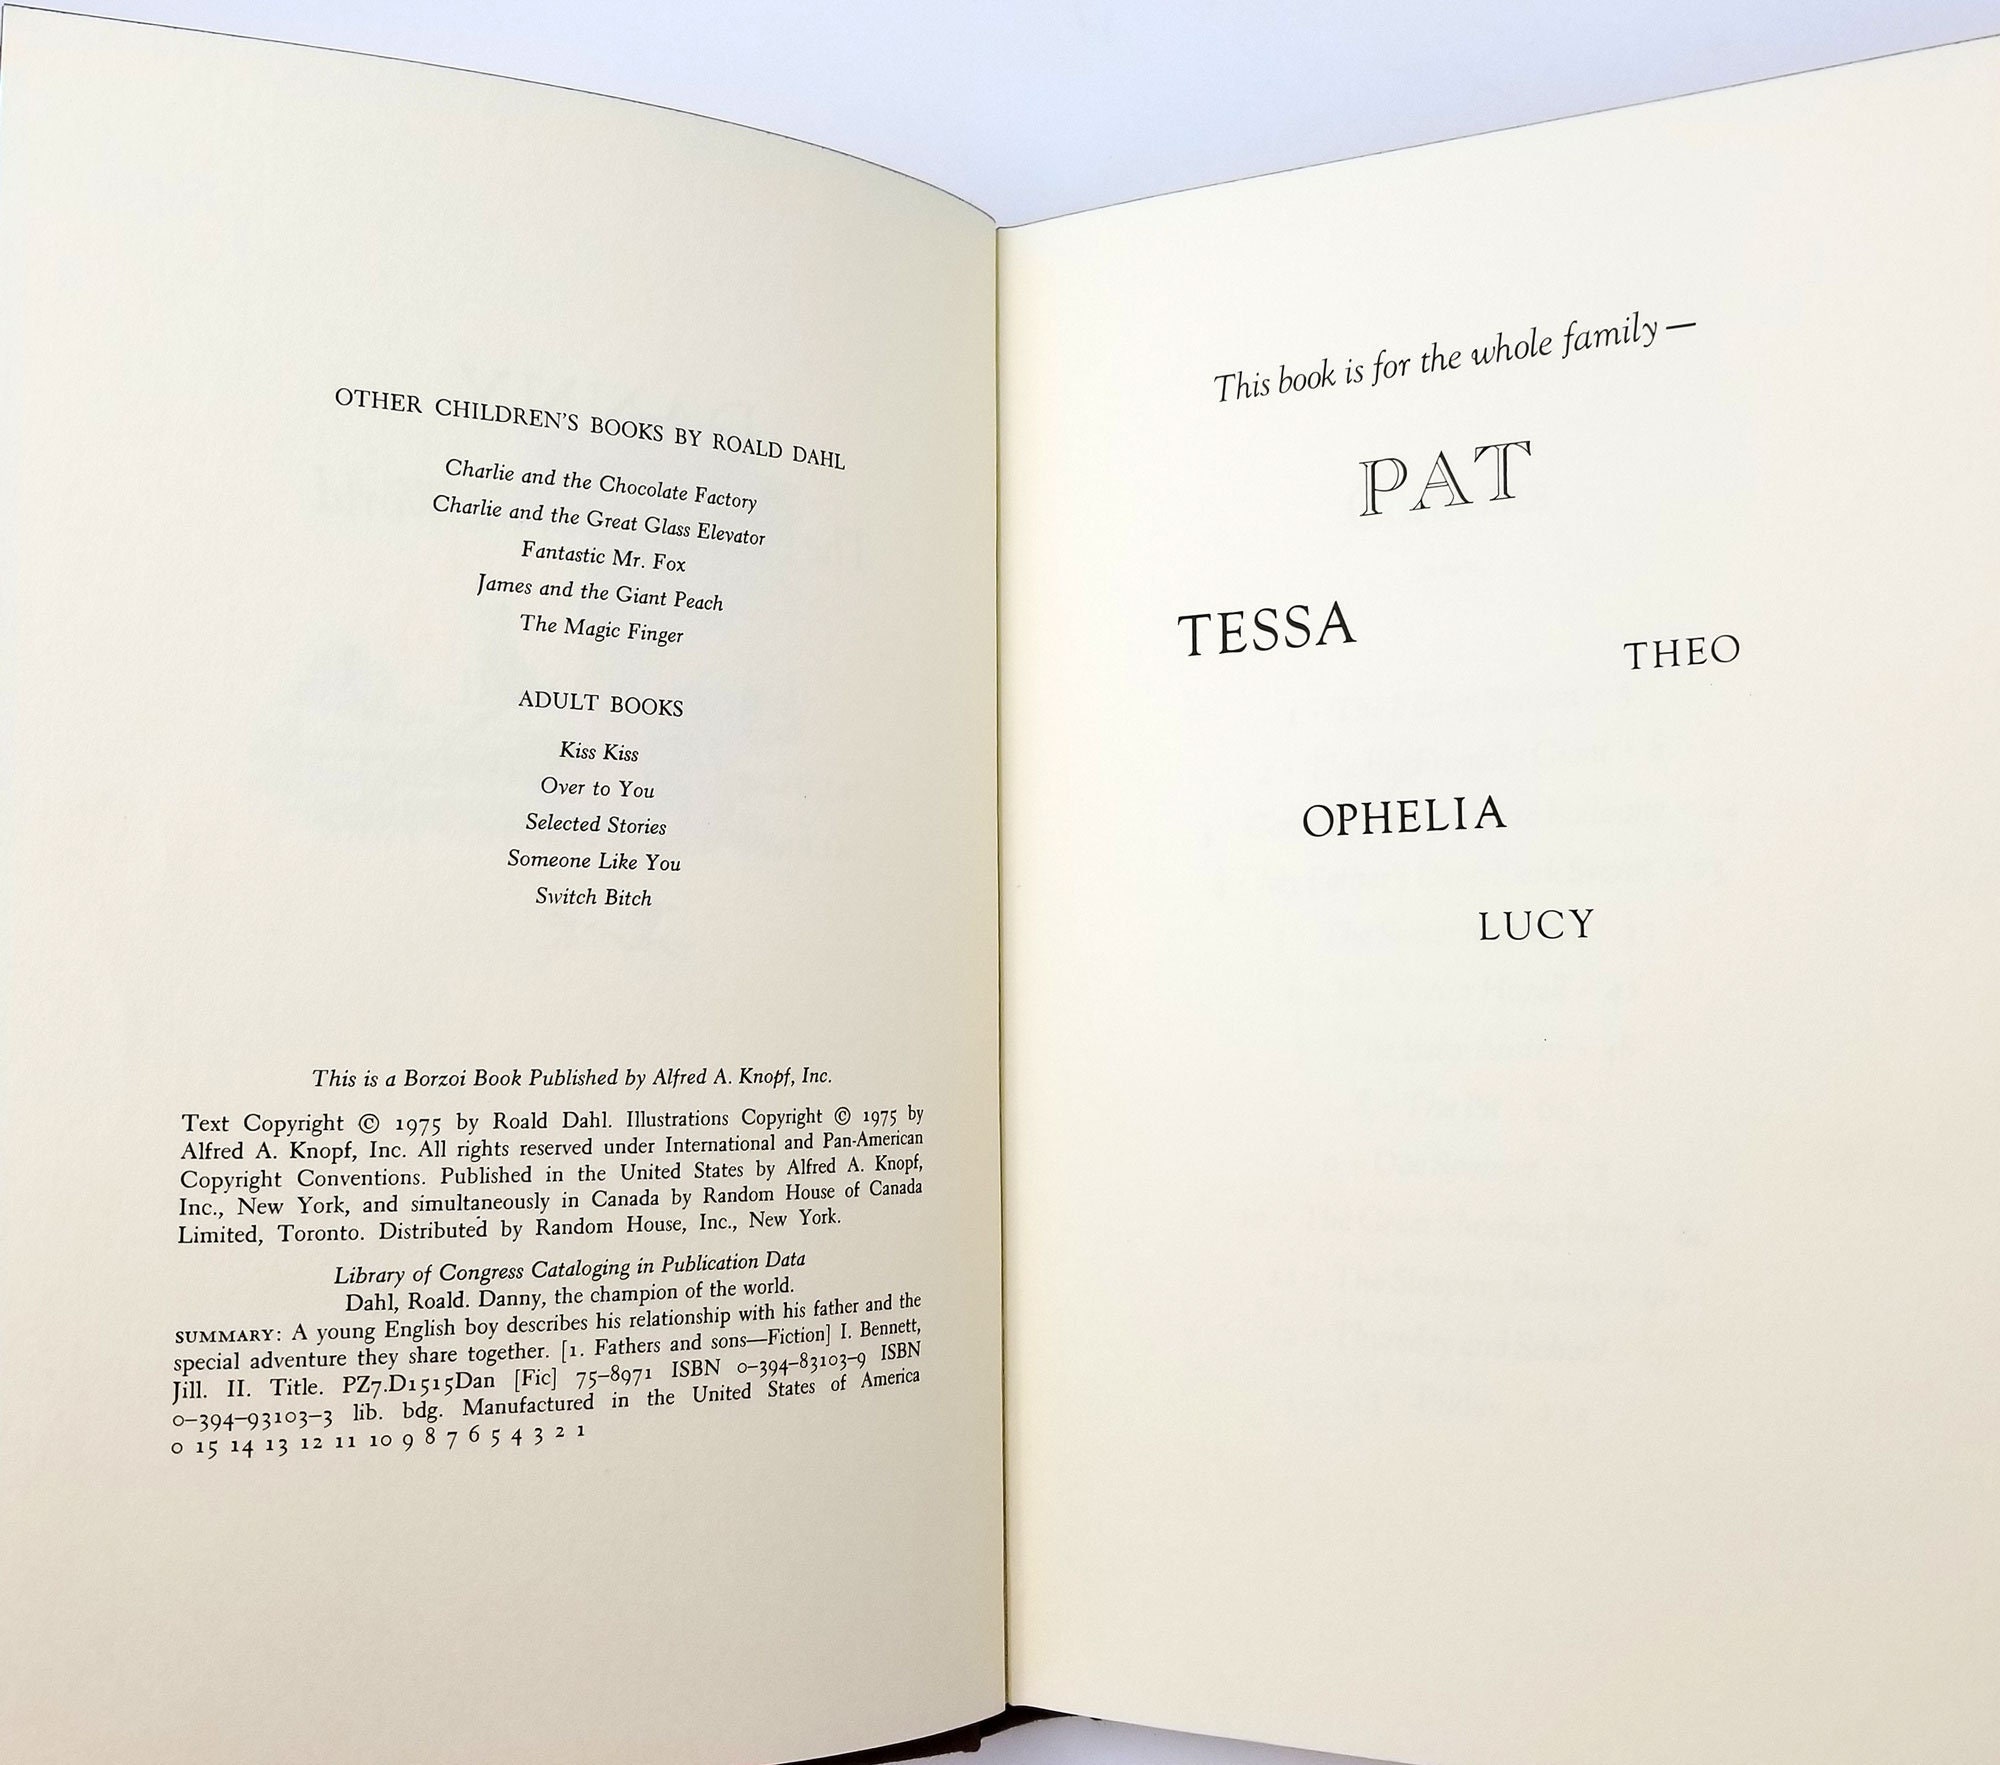 OTHER CHILDREN'S BOOKS BY ROALD DAHL
Charlie and the Chocolate Factory
Charlie and the Great Glass Elevator
Fantastic Mr. Fox
James and the Giant Peach
The Magic Finger
ADULT BOOKS
Kiss Kiss
Over to You
Selected Stories
Someone Like You
Switch Bitch
This is a Borzoi Book Published by Alfred A. Knopf, Inc.
Text Copyright © 1975 by Roald Dahl. Illustrations Copyright © 1975 by
Alfred A. Knopf, Inc. All rights reserved under International and Pan-American
Copyright Conventions. Published in the United States by Alfred A. Knopf,
Inc., New York, and simultaneously in Canada by Random House of Canada
Limited, Toronto. Distributed by Random House, Inc., New York.
Library of Congress Cataloging in Publication Data
Dahl, Roald. Danny, the champion of the world.
SUMMARY: A young English boy describes his relationship with his father and the
special adventure they share together. [1. Fathers and sons—Fiction] I. Bennett,
Jill. II. Title. PZ7.D1515Dan [Fic] 75–8971 ISBN 0–394–83103–9 ISBN
0–394–93103–3 lib. bdg. Manufactured in the United States of America
0 15 14 13 12 11 10 9 8 7 6 5 4 3 2 1
This book is for the whole family —
PAT
TESSA
THEO
OPHELIA
LUCY